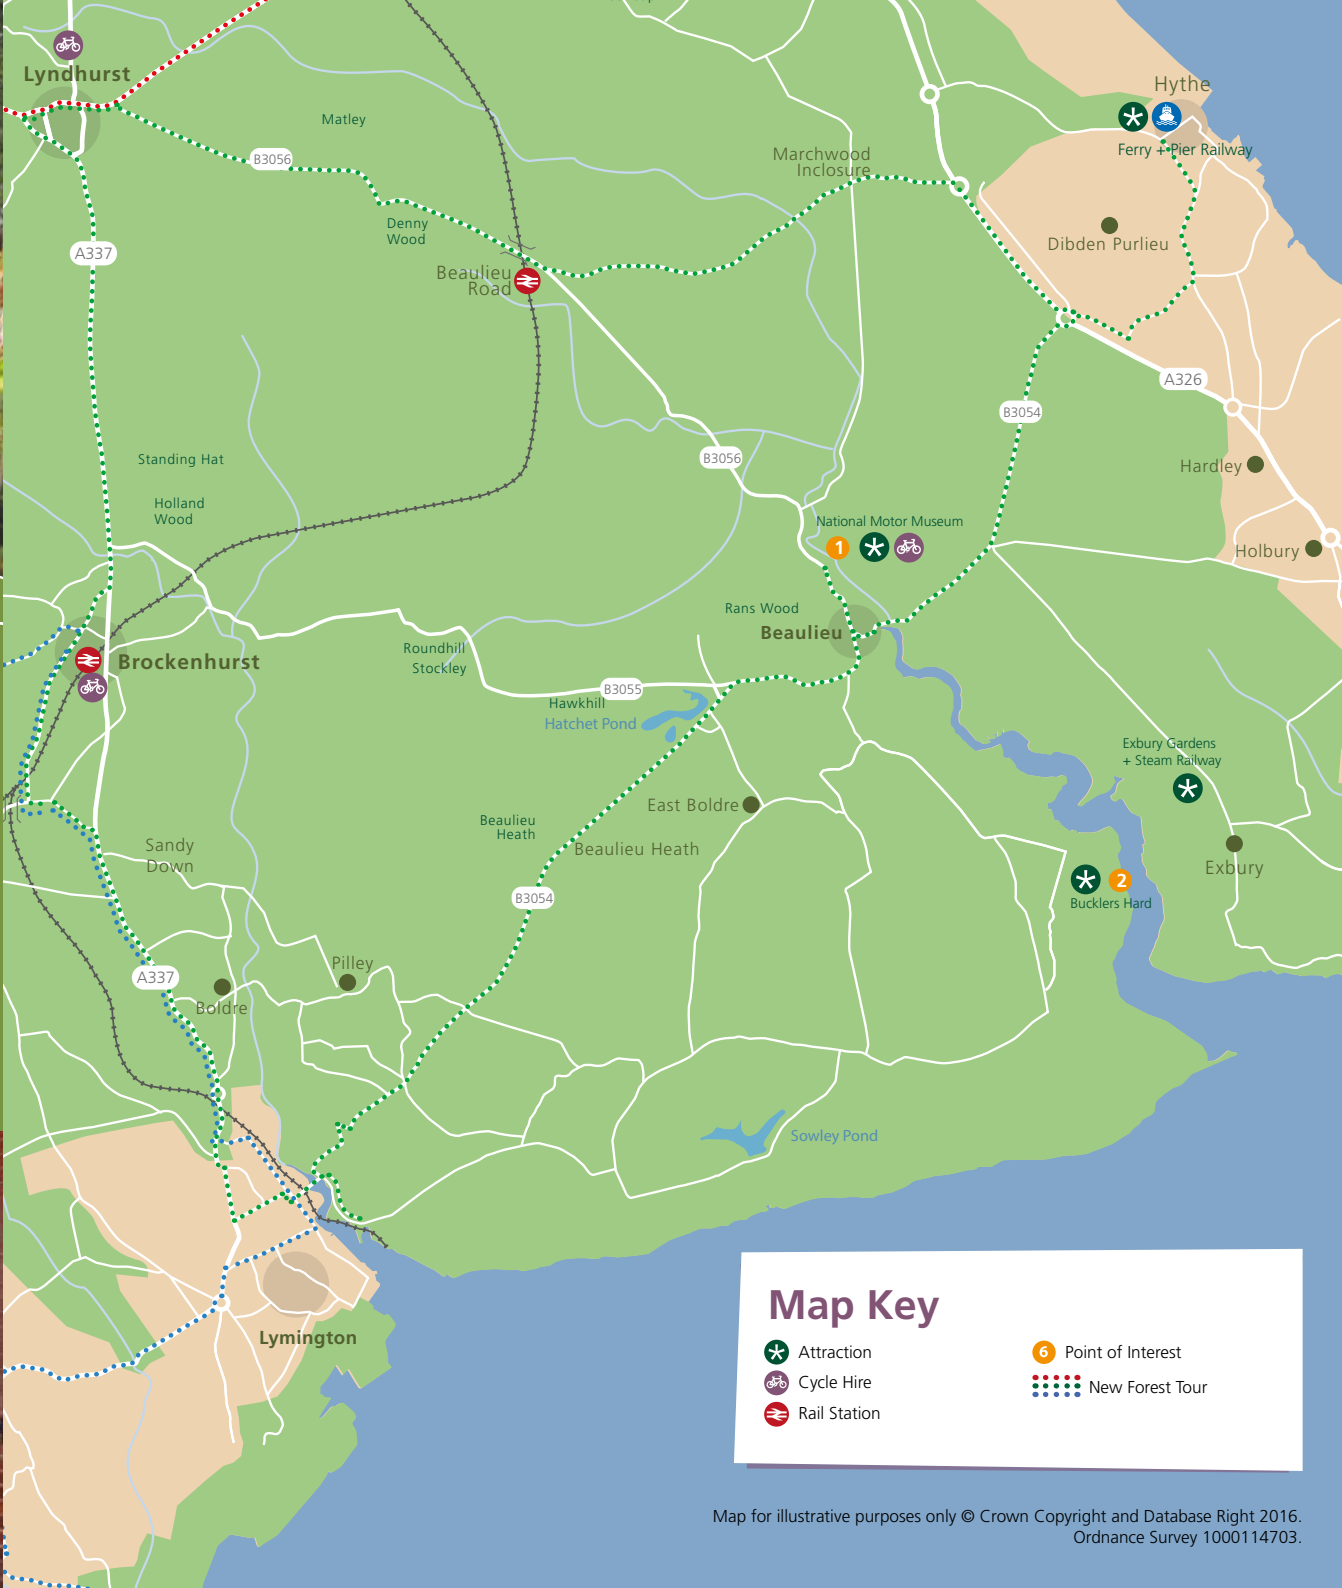 Lyndhurst
Matley
B3056
Marchwood
Inclosure
Hythe
Ferry + Pier Railway
Denny
Wood
A337
Dibden Purlieu
Beaulieu
Road
A326
B3054
Standing Hat
B3056
Hardley
Holland
Wood
National Motor Museum
1
Holbury
Rans Wood
Beaulieu
Brockenhurst
Roundhill
Stockley
B3055
Hawkhill
Hatchet Pond
Exbury Gardens
+ Steam Railway
East Boldre
Beaulieu
Heath
Beaulieu Heath
Sandy
Down
Exbury
2
Bucklers Hard
B3054
Pilley
A337
Boldre
Sowley Pond
Lymington
Map Key
Attraction
Cycle Hire
Rail Station
6 Point of Interest
New Forest Tour
Map for illustrative purposes only © Crown Copyright and Database Right 2016.
Ordnance Survey 1000114703.